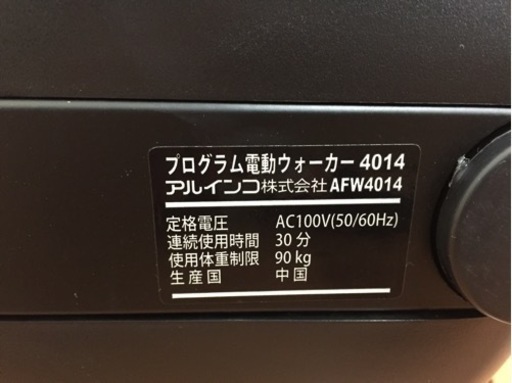 プログラム電動ウォーカー 4014
アルインコ株式会社 AFW4014
定格電圧 AC100V(50/60Hz)
連続使用時間 30分
使用体重制限 90 kg
生産国 中国